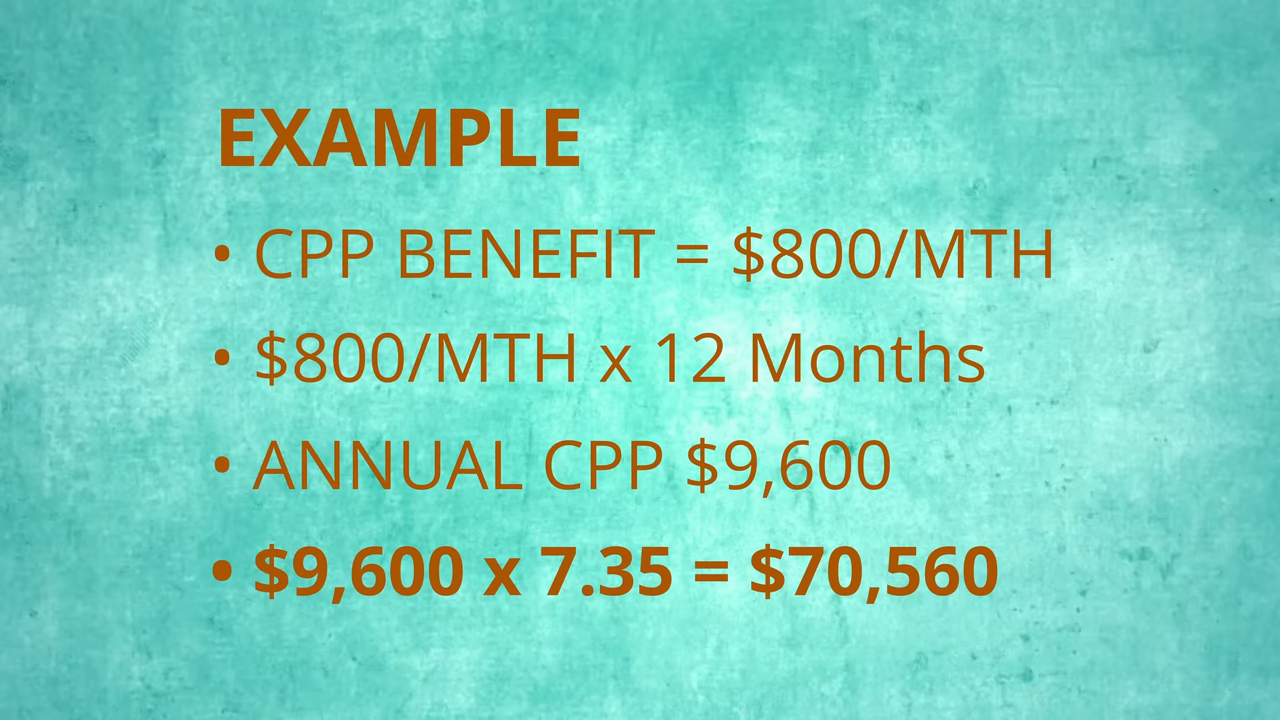 EXAMPLE
• CPP BENEFIT = $800/MTH
• $800/MTH x 12 Months
• ANNUAL CPP $9,600
• $9,600 x 7.35 = $70,560